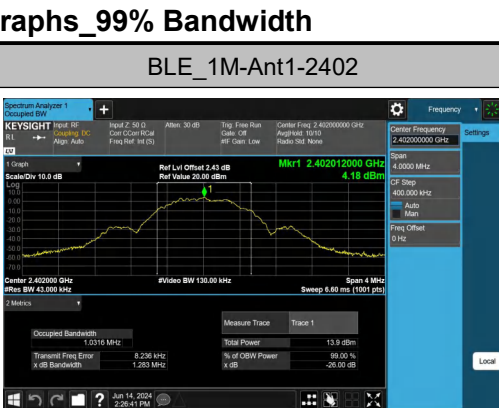 raphs_99% Bandwidth
BLE_1M-Ant1-2402
Spectrum Analyzer 1
Occupied BW
+
Frequency
KEYSIGHT Input: RF Input Z: 50 Ω Atten: 30 dB Trig: Free Run Center Freq: 2.402000000 GHz
RL Coupling: DC Corr CCorr RCal Gate: Off Avg|Hold: 10/10
Align: Auto Freq Ref: Int (S) #IF Gain: Low Radio Std: None
Center Frequency
2.402000000 GHz
Settings
Span
4.0000 MHz
CF Step
400.000 kHz
Auto
Man
Freq Offset
0 Hz
Local
1 Graph
Scale/Div 10.0 dB
Ref Lvl Offset 2.43 dB
Ref Value 20.00 dBm
Mkr1 2.402012000 GHz
4.18 dBm
Log
10.0
0.00
-10.0
-20.0
-30.0
-40.0
-50.0
-60.0
-70.0
1
Center 2.402000 GHz #Video BW 130.00 kHz Span 4 MHz
#Res BW 43.000 kHz Sweep 6.60 ms (1001 pts)
2 Metrics
Measure Trace Trace 1
Occupied Bandwidth
1.0316 MHz
Total Power 13.9 dBm
Transmit Freq Error 8.236 kHz % of OBW Power 99.00 %
x dB Bandwidth 1.283 MHz x dB -26.00 dB
?
Jun 14, 2024
2:26:41 PM